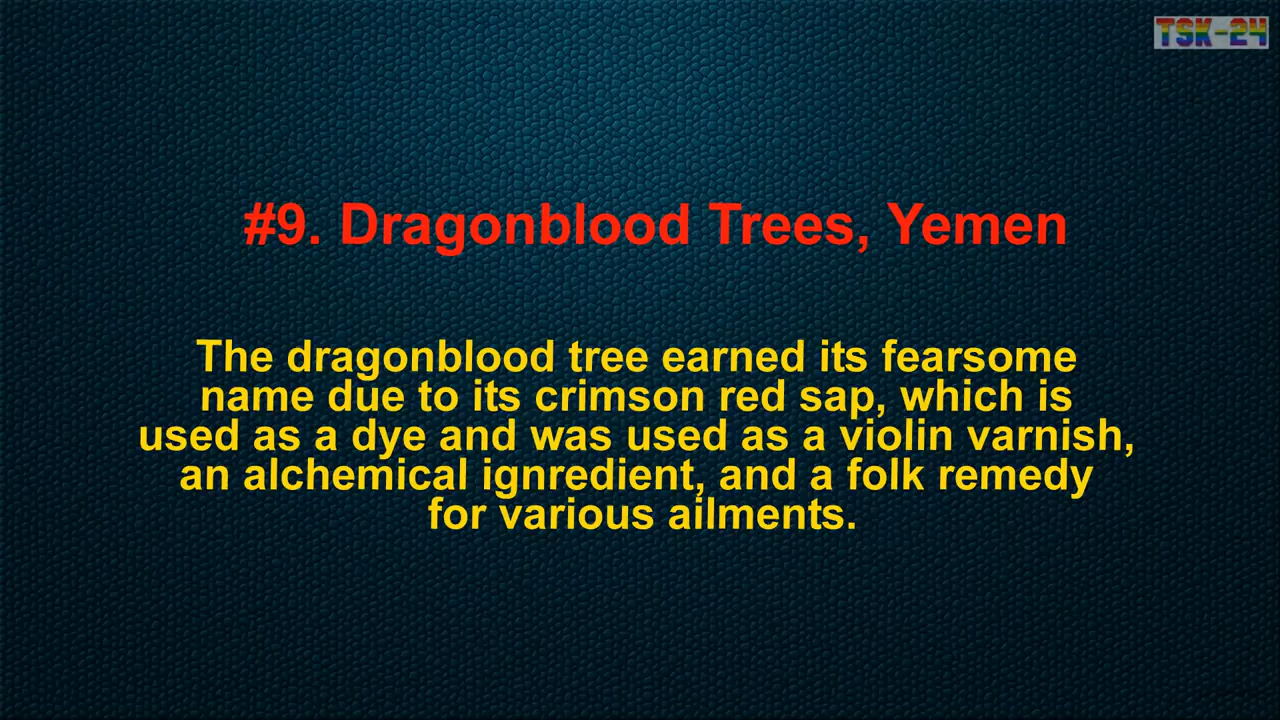 TSK-24
#9. Dragonblood Trees, Yemen
The dragonblood tree earned its fearsome
name due to its crimson red sap, which is
used as a dye and was used as a violin varnish,
an alchemical ignredient, and a folk remedy
for various ailments.